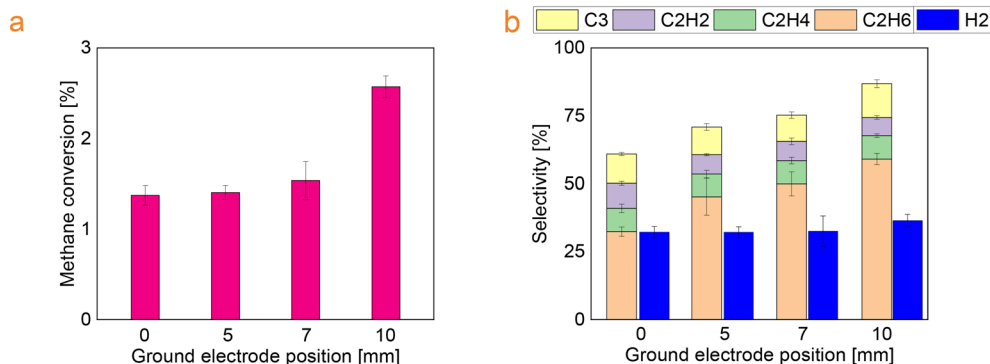 a
3
2
1
0
Methane conversion [%]
0 5 7 10
Ground electrode position [mm]
b
C3 C2H2 C2H4 C2H6 H2
100
75
50
25
0
Selectivity [%]
0 5 7 10
Ground electrode position [mm]